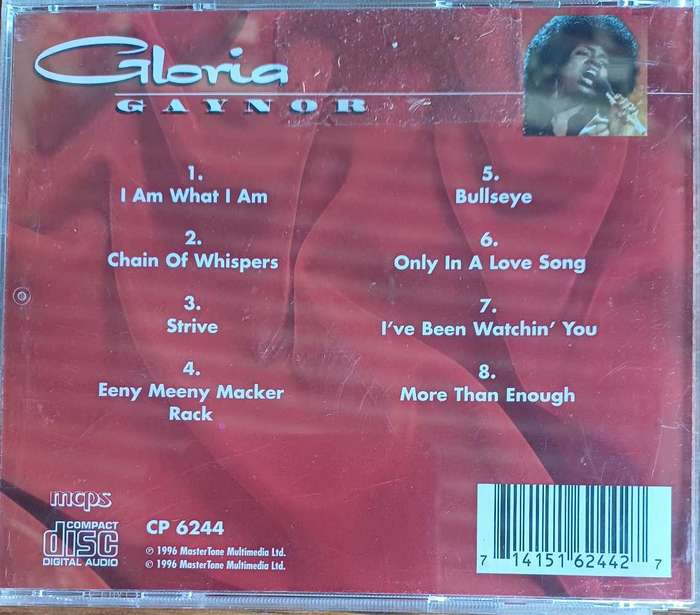 Gloria
GAYNOR
1.
I Am What I Am
2.
Chain Of Whispers
3.
Strive
4.
Eeny Meeny Macker
Rack
5.
Bullseye
6.
Only In A Love Song
7.
I've Been Watchin' You
8.
More Than Enough
mcps
COMPACT
disc
DIGITAL AUDIO
CP 6244
℗ 1996 MasterTone Multimedia Ltd.
© 1996 MasterTone Multimedia Ltd.
7 14151 62442 7